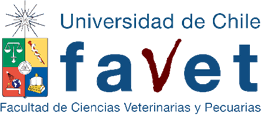 Universidad de Chile
favet
Facultad de Ciencias Veterinarias y Pecuarias